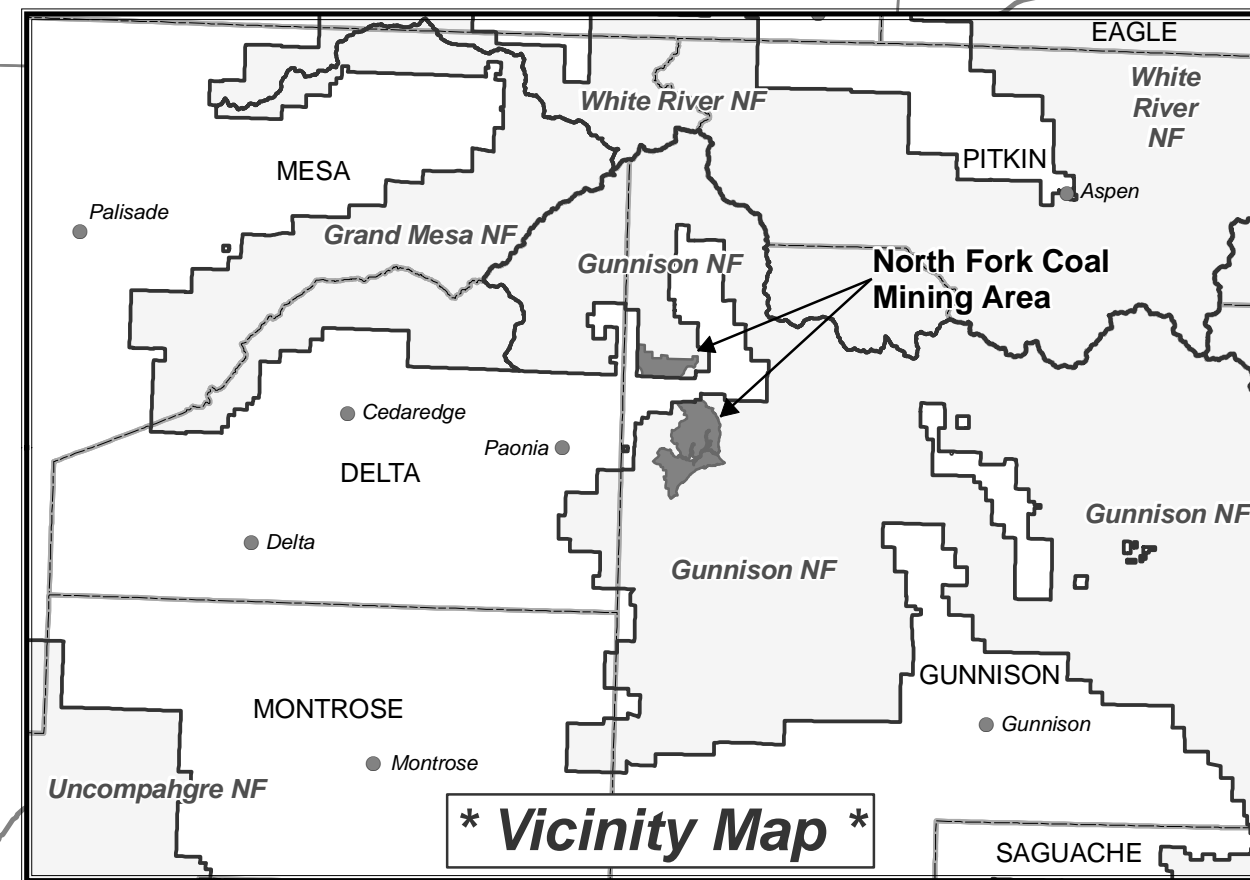 EAGLE
White
River
NF
White River NF
PITKIN
MESA
Aspen
Palisade
Grand Mesa NF
Gunnison NF
North Fork Coal
Mining Area
Cedaredge
Paonia
DELTA
Gunnison NF
Delta
Gunnison NF
GUNNISON
MONTROSE
Gunnison
Montrose
Uncompahgre NF
* Vicinity Map *
SAGUACHE